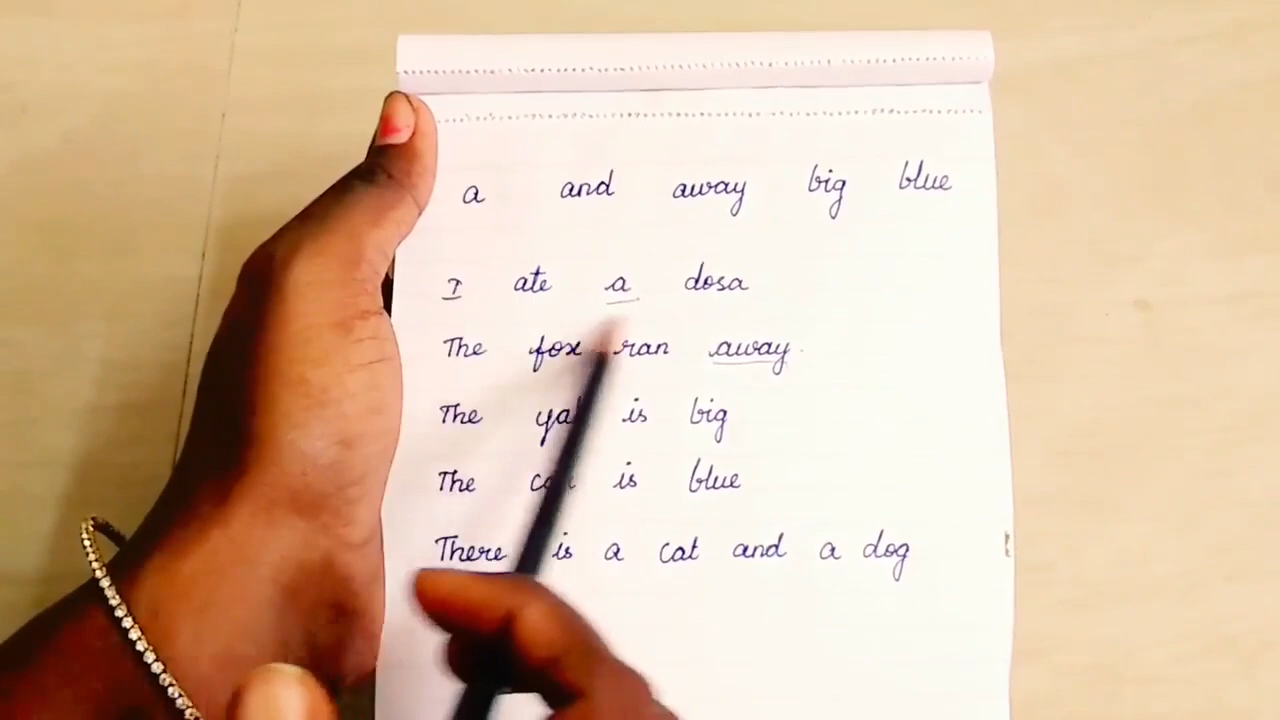 a and away big blue
I ate a dosa
The fox ran away.
The is big
The is blue
There is a cat and a dog